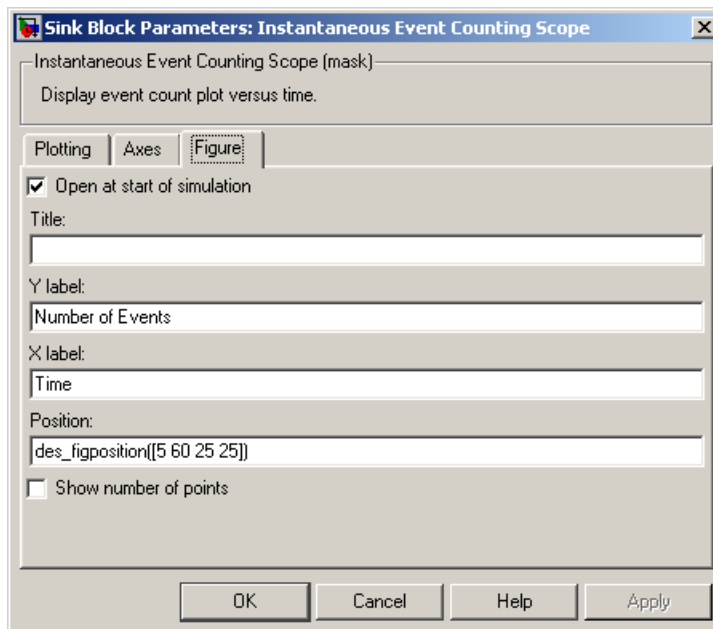 Sink Block Parameters: Instantaneous Event Counting Scope
Instantaneous Event Counting Scope (mask)
Display event count plot versus time.
Plotting Axes Figure
Open at start of simulation
Title:
Y label:
Number of Events
X label:
Time
Position:
des_figposition([5 60 25 25])
Show number of points
OK Cancel Help Apply